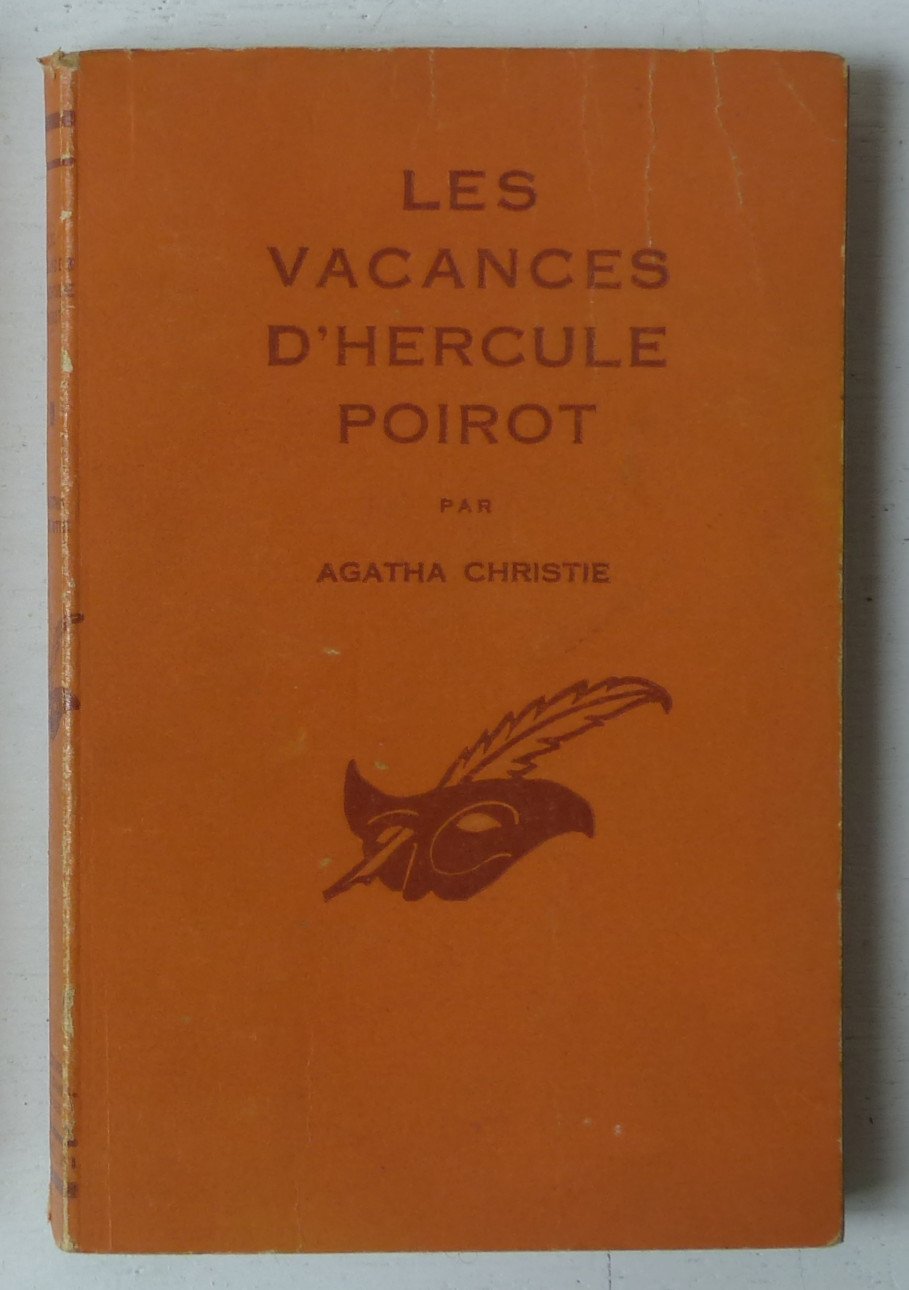 LES
VACANCES
D'HERCULE
POIROT
PAR
AGATHA CHRISTIE